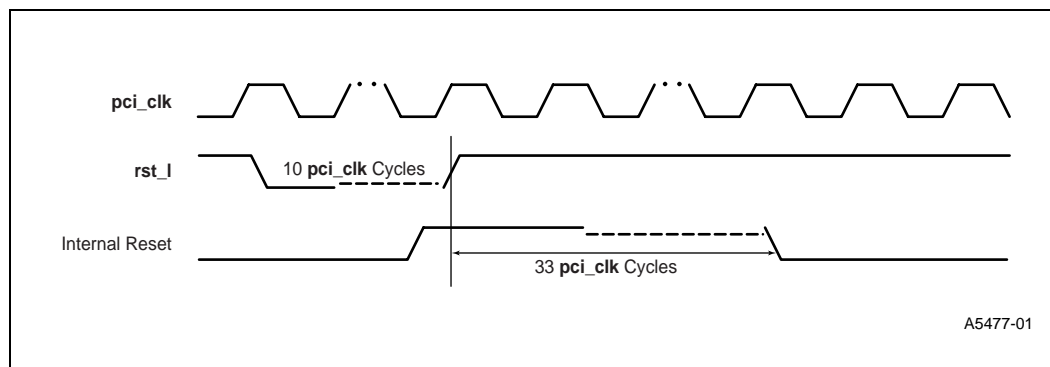 pci_clk
rst_l
10 pci_clk Cycles
Internal Reset
33 pci_clk Cycles
A5477-01